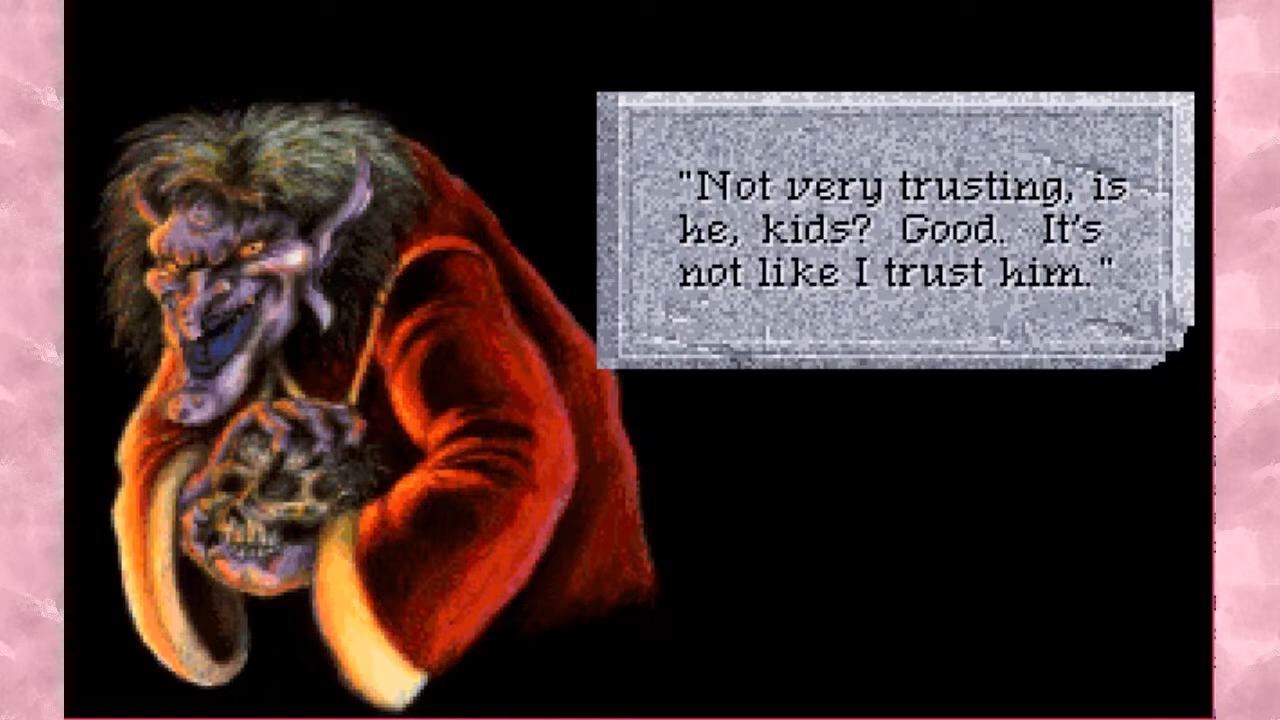 "Not very trusting, is
he, kids? Good. It's
not like I trust him."